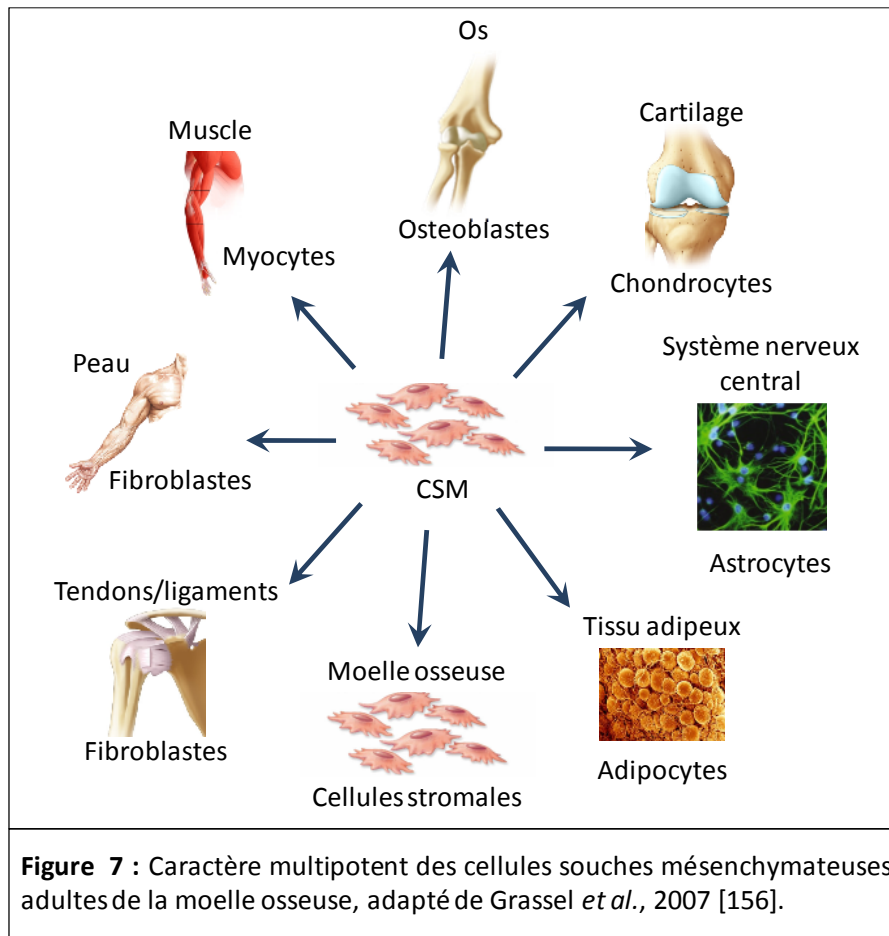 Os
Muscle
Cartilage
Osteoblastes
Myocytes
Chondrocytes
Système nerveux
central
Peau
Fibroblastes
CSM
Astrocytes
Tendons/ligaments
Tissu adipeux
Moelle osseuse
Fibroblastes
Adipocytes
Cellules stromales
Figure 7 : Caractère multipotent des cellules souches mésenchymateuses
adultes de la moelle osseuse, adapté de Grassel et al., 2007 [156].